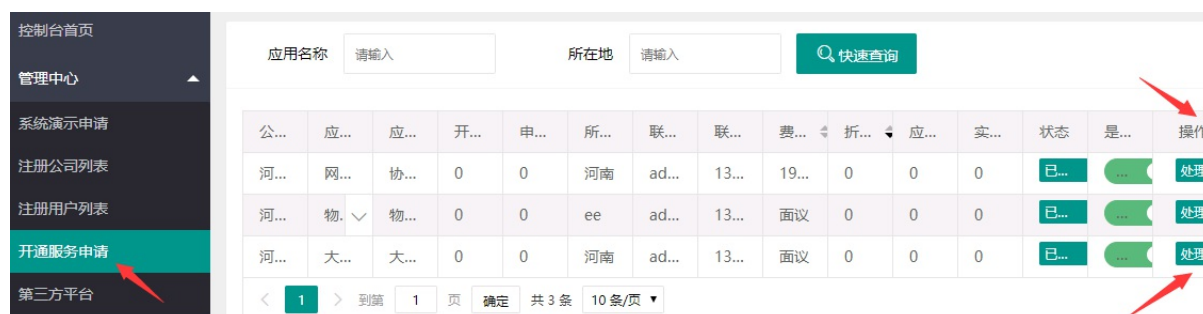 控制台首页
管理中心
系统演示申请
注册公司列表
注册用户列表
开通服务申请
第三方平台
应用名称 请输入 所在地 请输入 快速查询
公... 应... 应... 开... 申... 所... 联... 联... 费... 折... 应... 实... 状态 是... 操作
河... 网... 协... 0 0 河南 ad... 13... 19... 0 0 0 已... ... 处理
河... 物. 物... 0 0 ee ad... 13... 面议 0 0 0 已... ... 处理
河... 大... 大... 0 0 河南 ad... 13... 面议 0 0 0 已... ... 处理
1 到第 1 页 确定 共 3 条 10 条/页